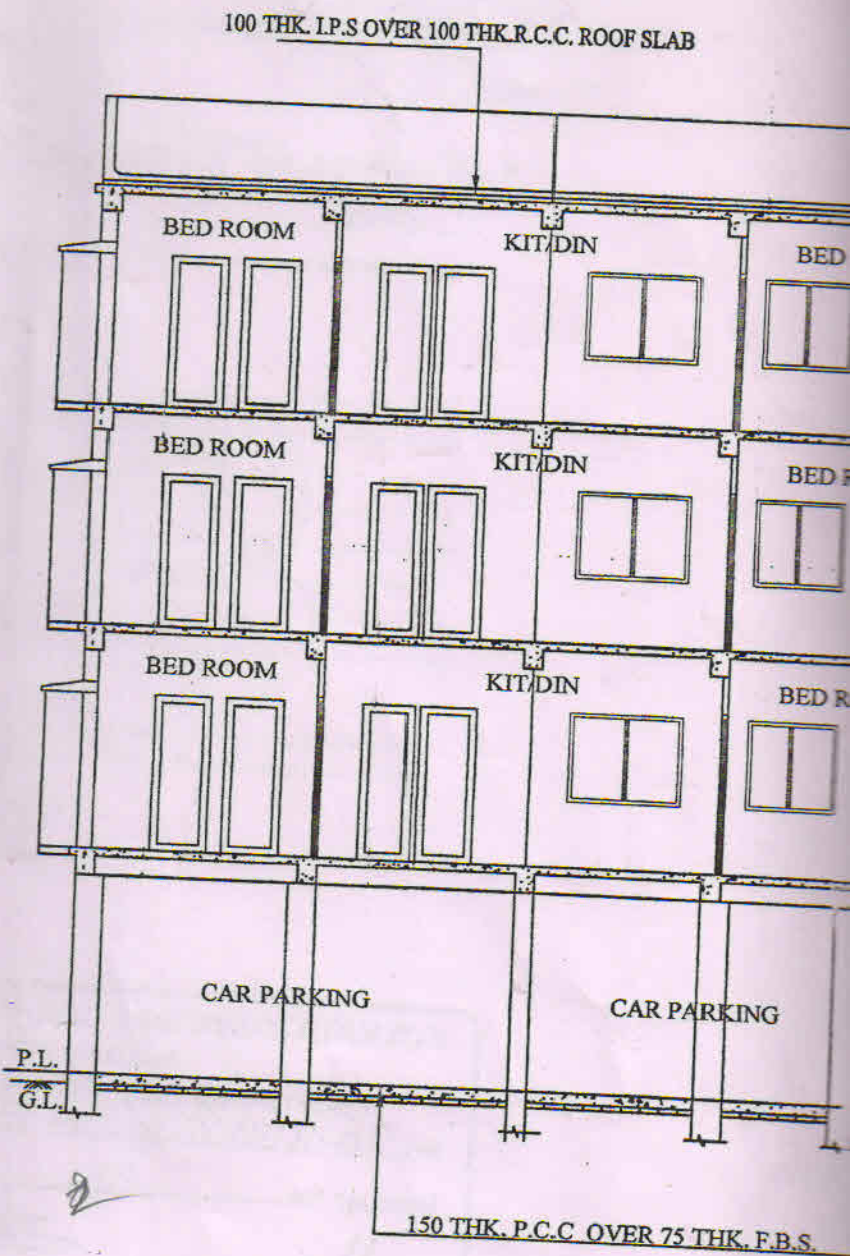 100 THK. I.P.S OVER 100 THK.R.C.C. ROOF SLAB
BED ROOM
KIT/DIN
BED
BED ROOM
KIT/DIN
BED R
BED ROOM
KIT/DIN
BED R
CAR PARKING
CAR PARKING
P.L.
G.L.
150 THK. P.C.C OVER 75 THK. F.B.S.